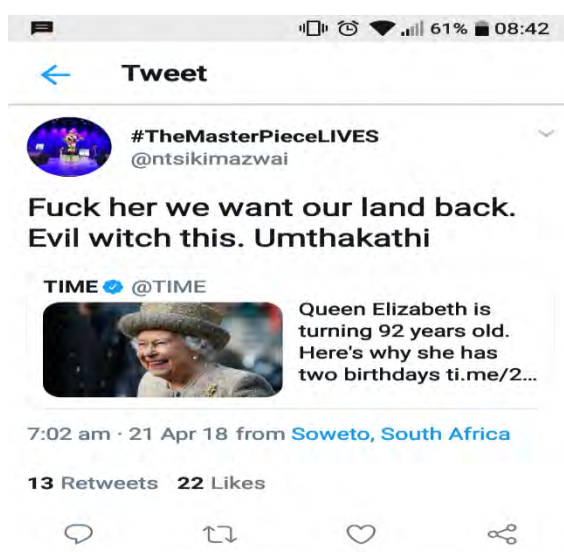 61% 08:42
Tweet
#TheMasterPieceLIVES
@ntsikimazwai
Fuck her we want our land back.
Evil witch this. Umthakathi
TIME @TIME
Queen Elizabeth is
turning 92 years old.
Here's why she has
two birthdays ti.me/2...
7:02 am · 21 Apr 18 from Soweto, South Africa
13 Retweets 22 Likes